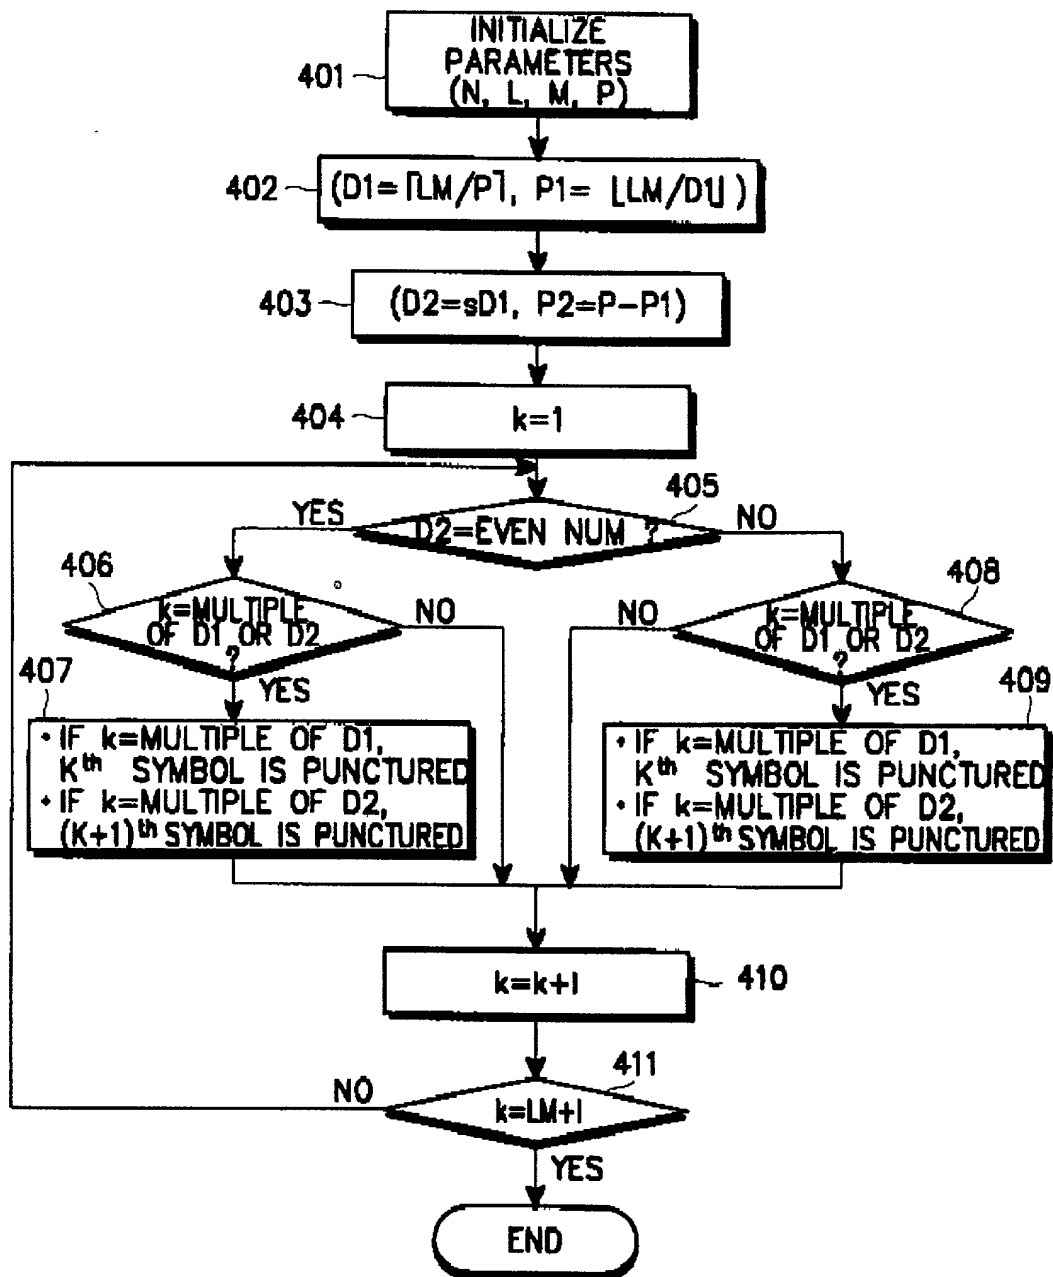 INITIALIZE
PARAMETERS
(N, L, M, P)
401
402
(D1=⌈LM/P⌉, P1= ⌊LM/D1⌋ )
403
(D2=sD1, P2=P-P1)
404
k=1
405
YES
D2=EVEN NUM ?
NO
406
k=MULTIPLE
OF D1 OR D2
?
NO
YES
408
NO
k=MULTIPLE
OF D1 OR D2
?
YES
407
• IF k=MULTIPLE OF D1,
Kth SYMBOL IS PUNCTURED
• IF k=MULTIPLE OF D2,
(K+1)th SYMBOL IS PUNCTURED
409
• IF k=MULTIPLE OF D1,
Kth SYMBOL IS PUNCTURED
• IF k=MULTIPLE OF D2,
(K+1)th SYMBOL IS PUNCTURED
k=k+1
410
411
NO
k=LM+1
YES
END